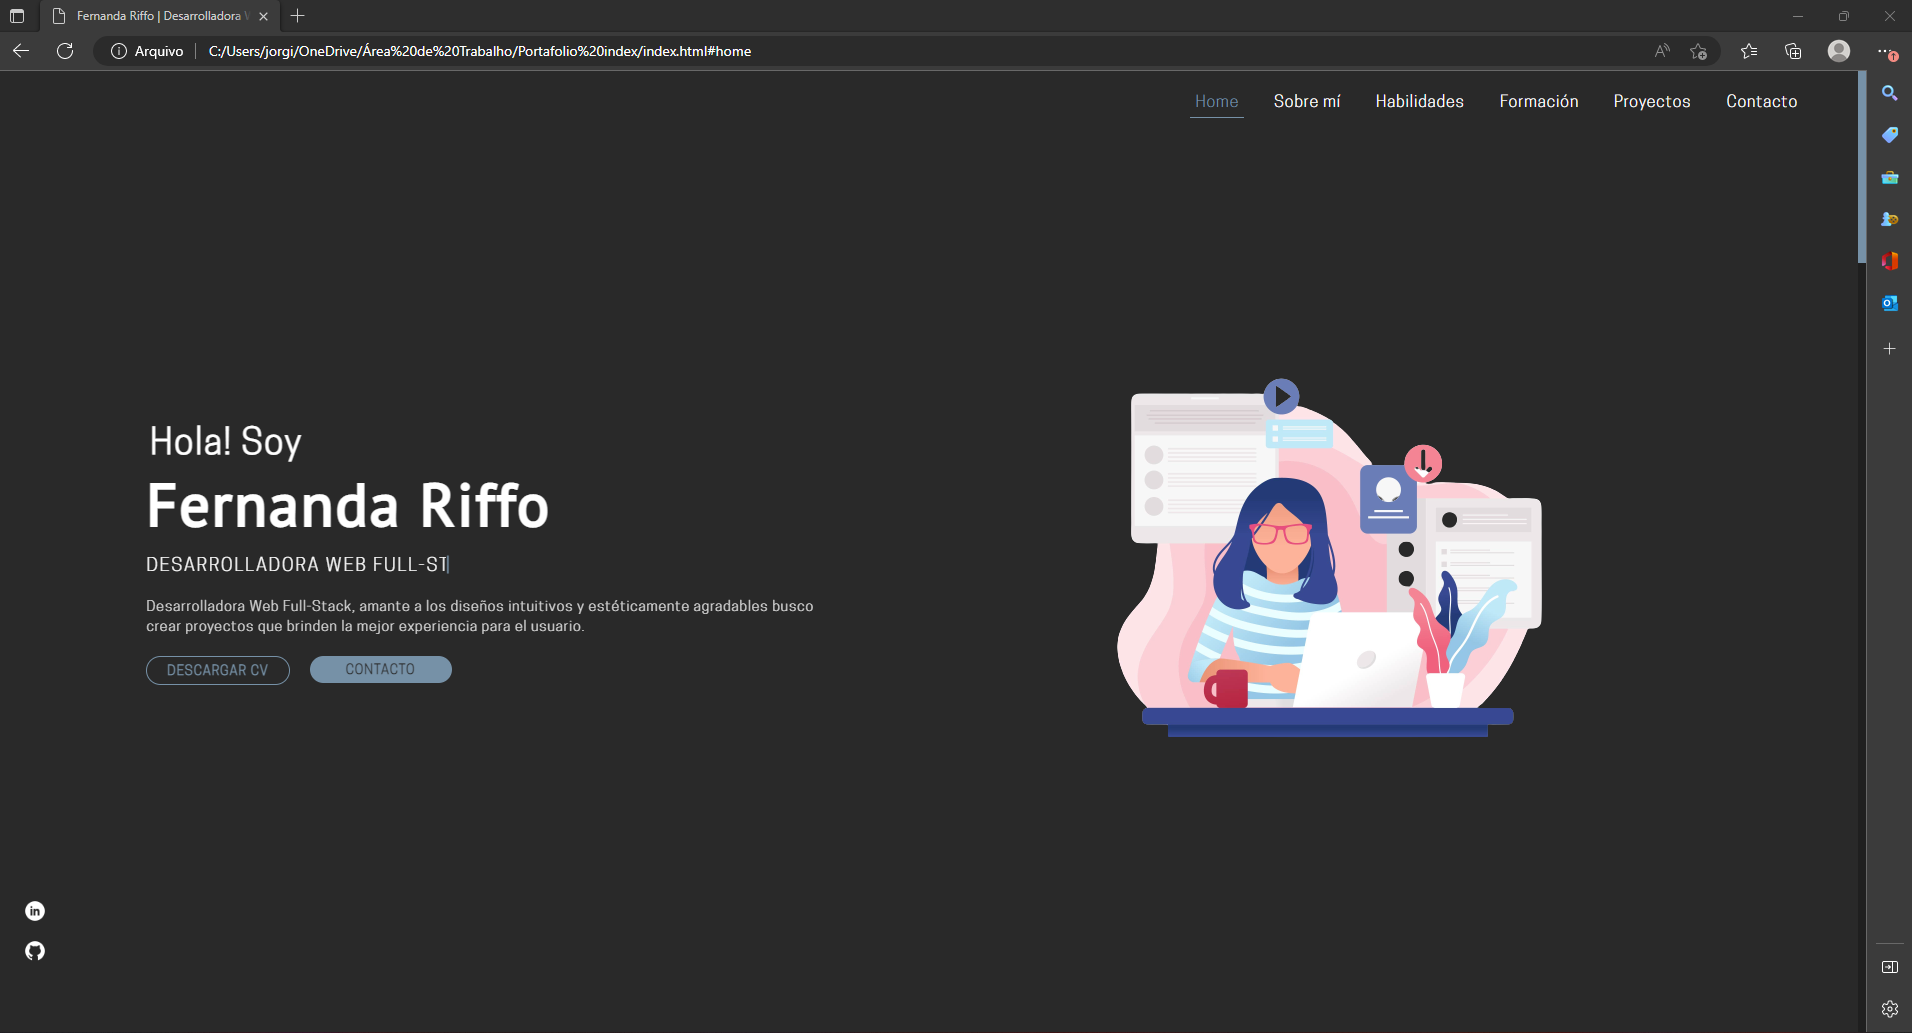 Fernanda Riffo | Desarrolladora W
Arquivo
C:/Users/jorgi/OneDrive/Área%20de%20Trabalho/Portafolio%20index/index.html#home
Home
Sobre mí
Habilidades
Formación
Proyectos
Contacto
Hola! Soy
Fernanda Riffo
DESARROLLADORA WEB FULL-ST
Desarrolladora Web Full-Stack, amante a los diseños intuitivos y estéticamente agradables busco
crear proyectos que brinden la mejor experiencia para el usuario.
DESCARGAR CV
CONTACTO
in